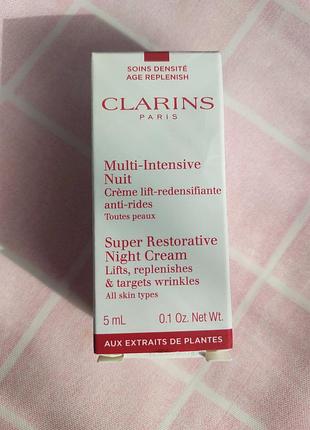 SOINS DENSITÉ
AGE REPLENISH
CLARINS
PARIS
Multi-Intensive
Nuit
Crème lift-redensifiante
anti-rides
Toutes peaux
Super Restorative
Night Cream
Lifts, replenishes
& targets wrinkles
All skin types
5 mL 0.1 Oz. Net Wt.
AUX EXTRAITS DE PLANTES